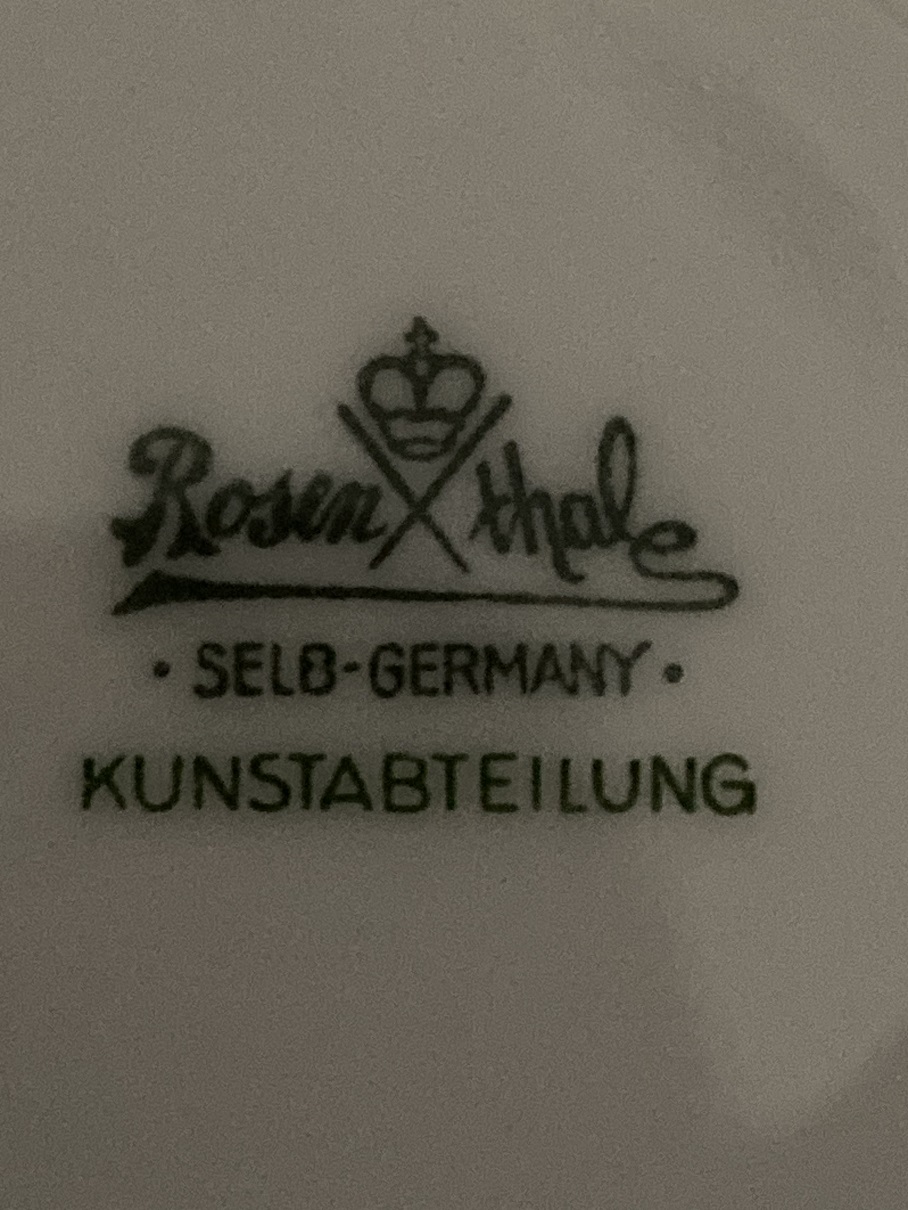 Rosenthal
· SELB-GERMANY ·
KUNSTABTEILUNG